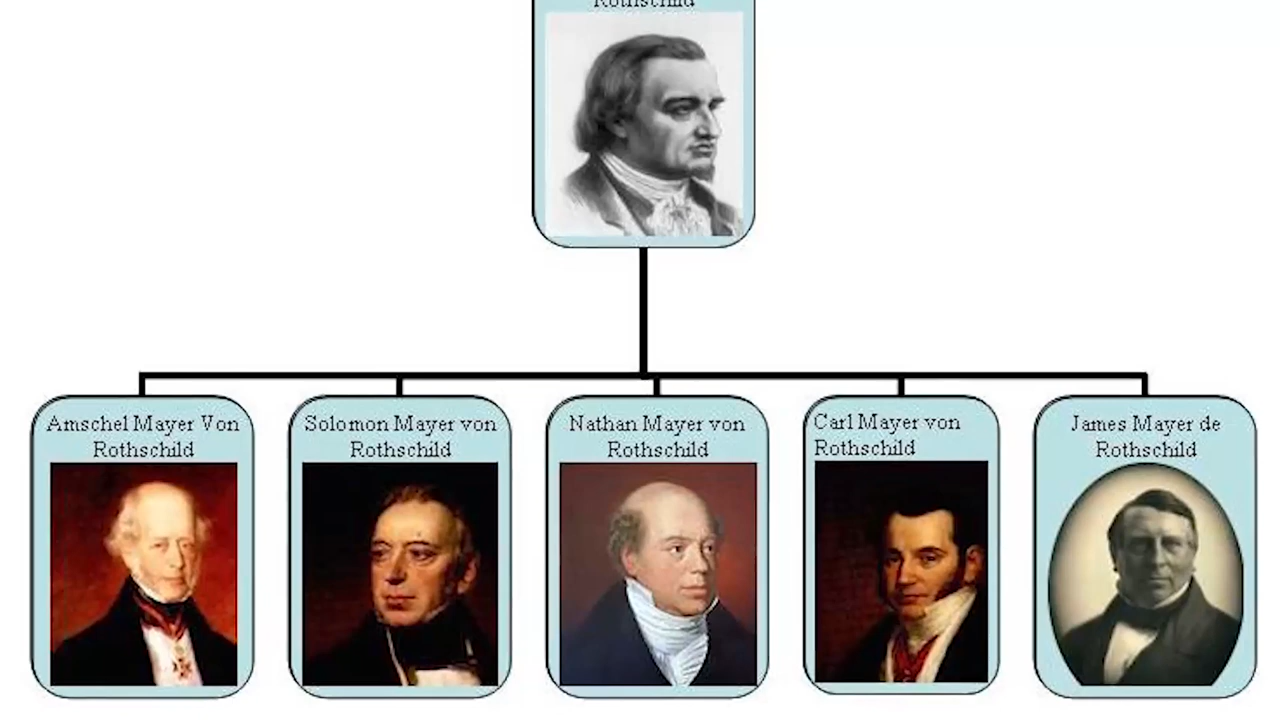 Rothschild
Amschel Mayer Von
Rothschild
Solomon Mayer von
Rothschild
Nathan Mayer von
Rothschild
Carl Mayer von
Rothschild
James Mayer de
Rothschild